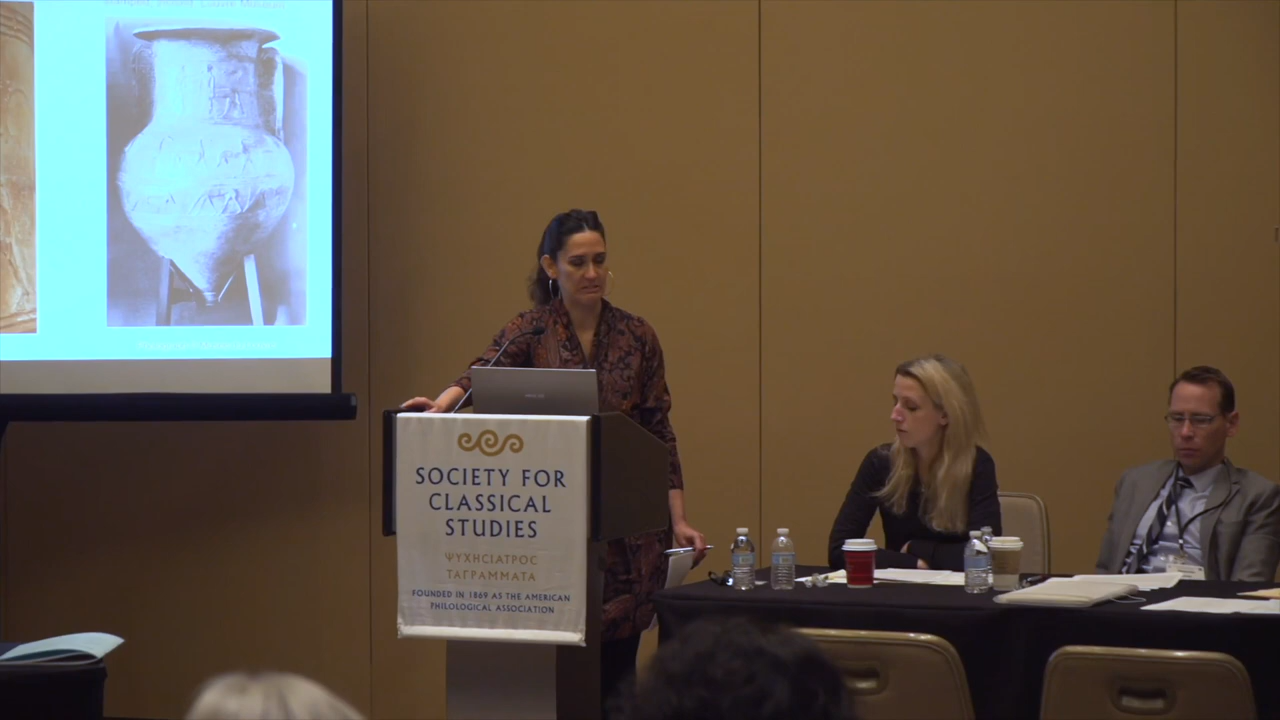 SOCIETY FOR
CLASSICAL
STUDIES
ΨΥΧΗΣΙΑΤΡΟΣ
ΤΑΓΡΑΜΜΑΤΑ
FOUNDED IN 1869 AS THE AMERICAN
PHILOLOGICAL ASSOCIATION